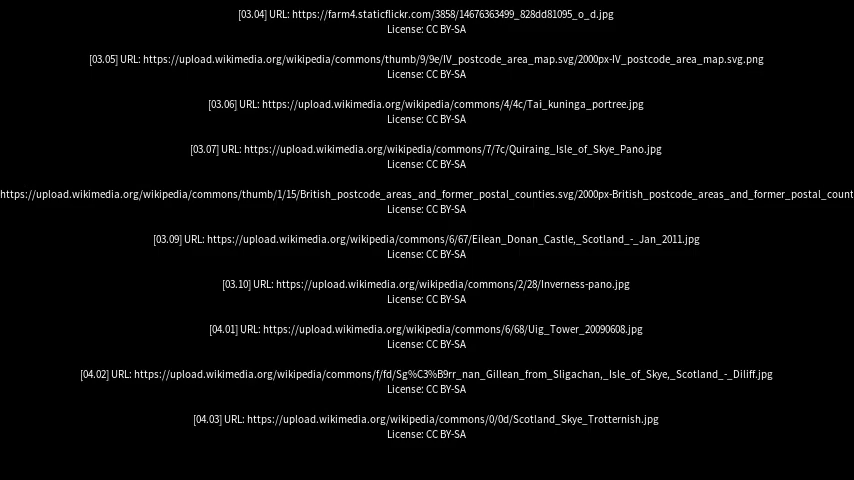 [03.04] URL: https://farm4.staticflickr.com/3858/14676363499_828dd81095_o_d.jpg
License: CC BY-SA
[03.05] URL: https://upload.wikimedia.org/wikipedia/commons/thumb/9/9e/IV_postcode_area_map.svg/2000px-IV_postcode_area_map.svg.png
License: CC BY-SA
[03.06] URL: https://upload.wikimedia.org/wikipedia/commons/4/4c/Tai_kuninga_portree.jpg
License: CC BY-SA
[03.07] URL: https://upload.wikimedia.org/wikipedia/commons/7/7c/Quiraing_Isle_of_Skye_Pano.jpg
License: CC BY-SA
https://upload.wikimedia.org/wikipedia/commons/thumb/1/15/British_postcode_areas_and_former_postal_counties.svg/2000px-British_postcode_areas_and_former_postal_count
License: CC BY-SA
[03.09] URL: https://upload.wikimedia.org/wikipedia/commons/6/67/Eilean_Donan_Castle,_Scotland_-_Jan_2011.jpg
License: CC BY-SA
[03.10] URL: https://upload.wikimedia.org/wikipedia/commons/2/28/Inverness-pano.jpg
License: CC BY-SA
[04.01] URL: https://upload.wikimedia.org/wikipedia/commons/6/68/Uig_Tower_20090608.jpg
License: CC BY-SA
[04.02] URL: https://upload.wikimedia.org/wikipedia/commons/f/fd/Sg%C3%B9rr_nan_Gillean_from_Sligachan,_Isle_of_Skye,_Scotland_-_Diliff.jpg
License: CC BY-SA
[04.03] URL: https://upload.wikimedia.org/wikipedia/commons/0/0d/Scotland_Skye_Trotternish.jpg
License: CC BY-SA